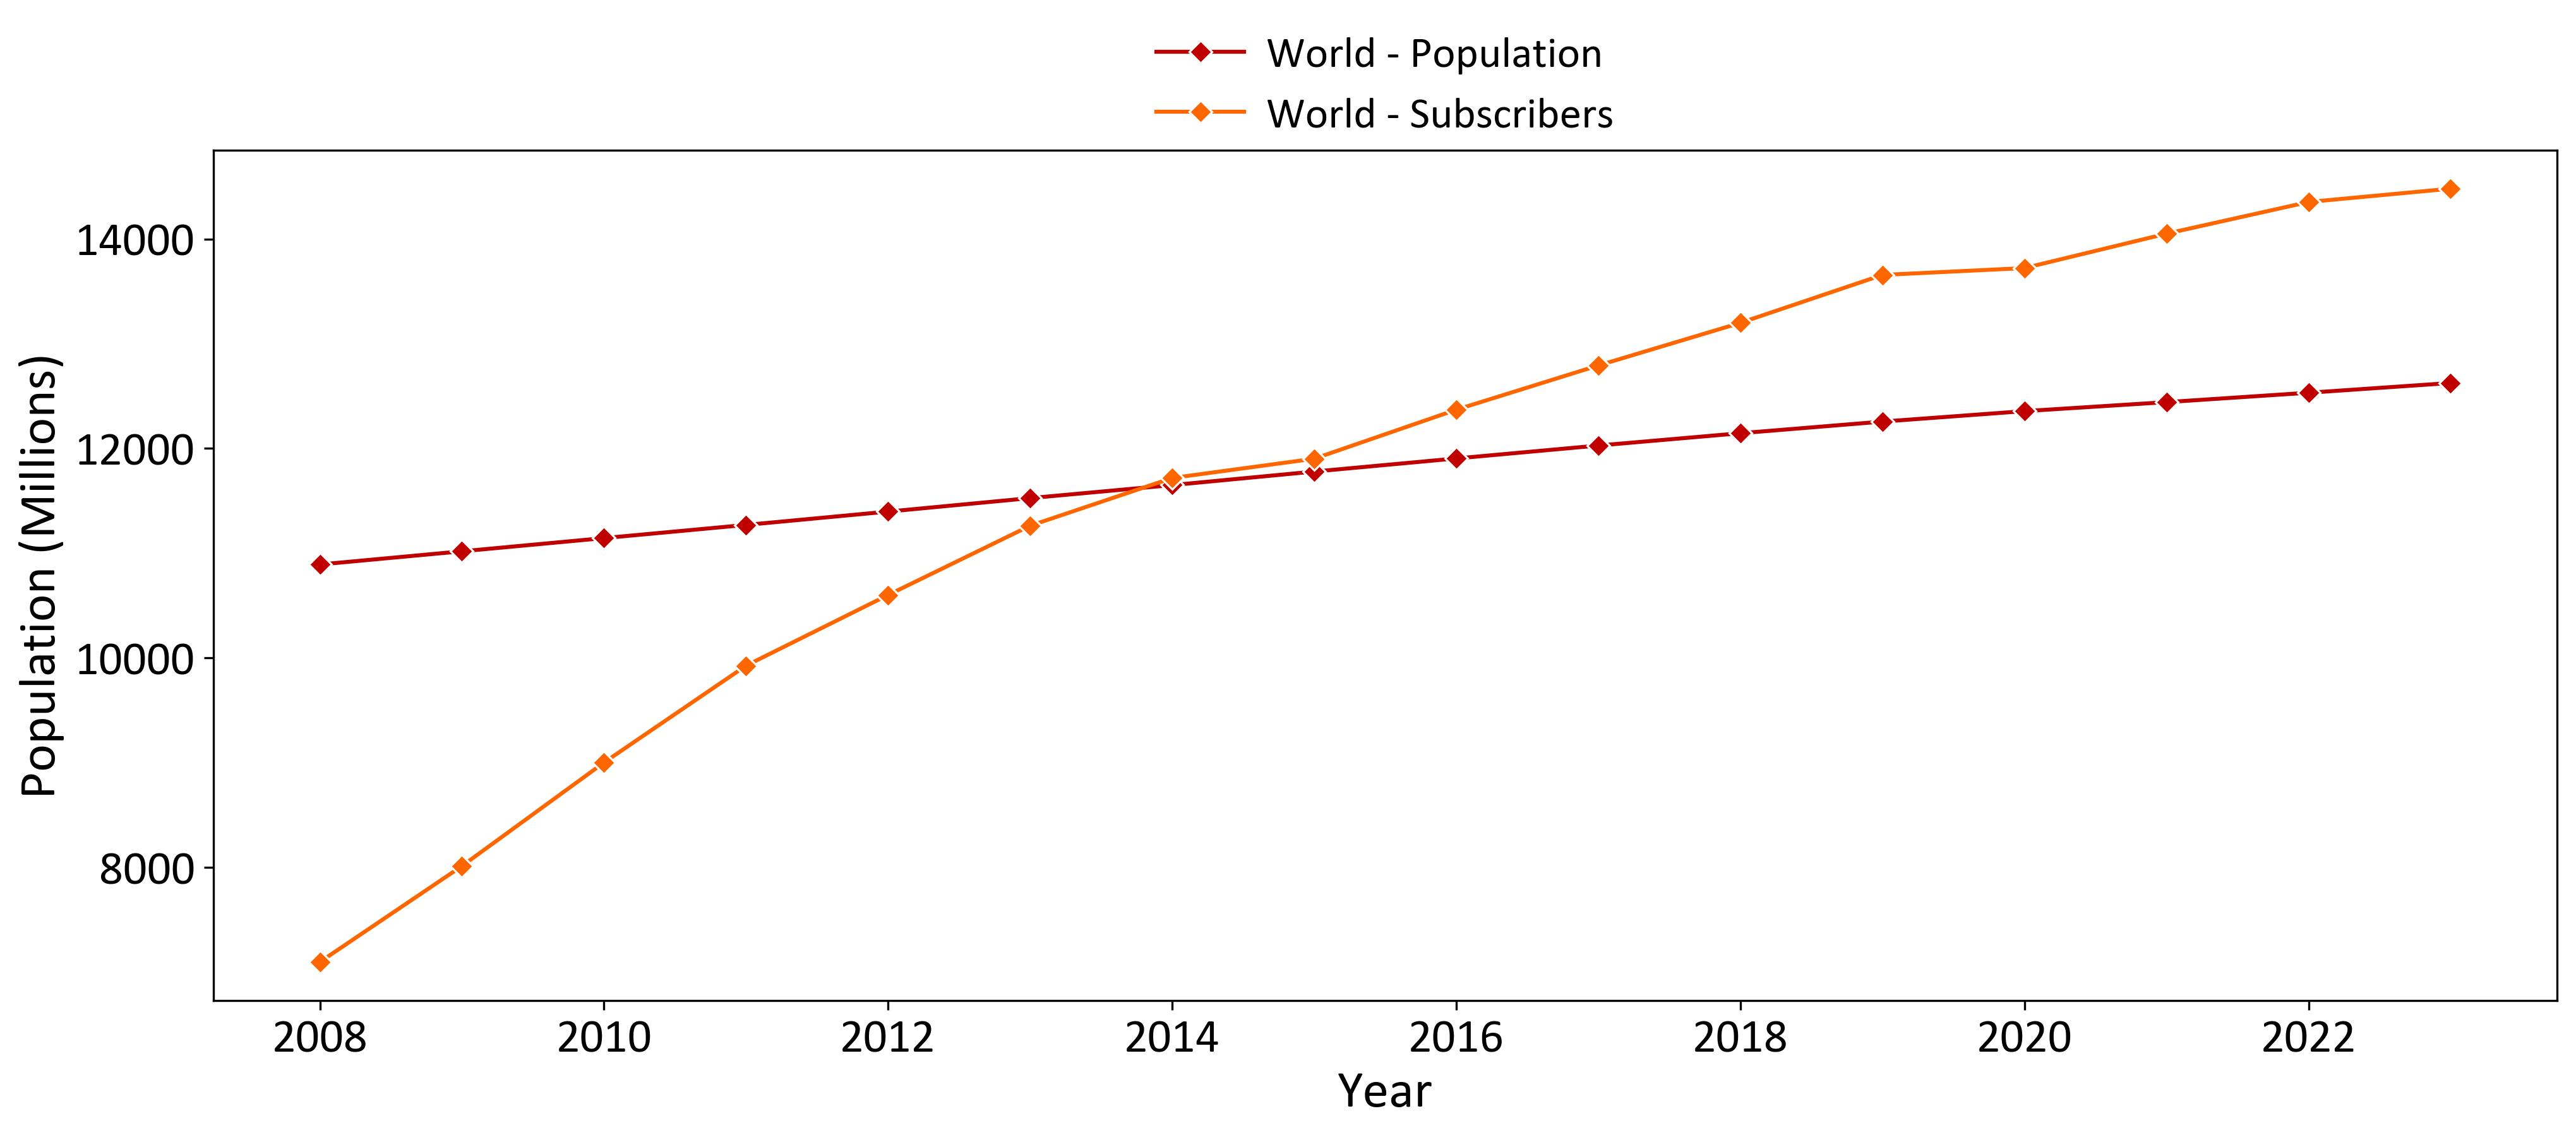 World - Population
World - Subscribers
Population (Millions)
14000
12000
10000
8000
2008 2010 2012 2014 2016 2018 2020 2022
Year